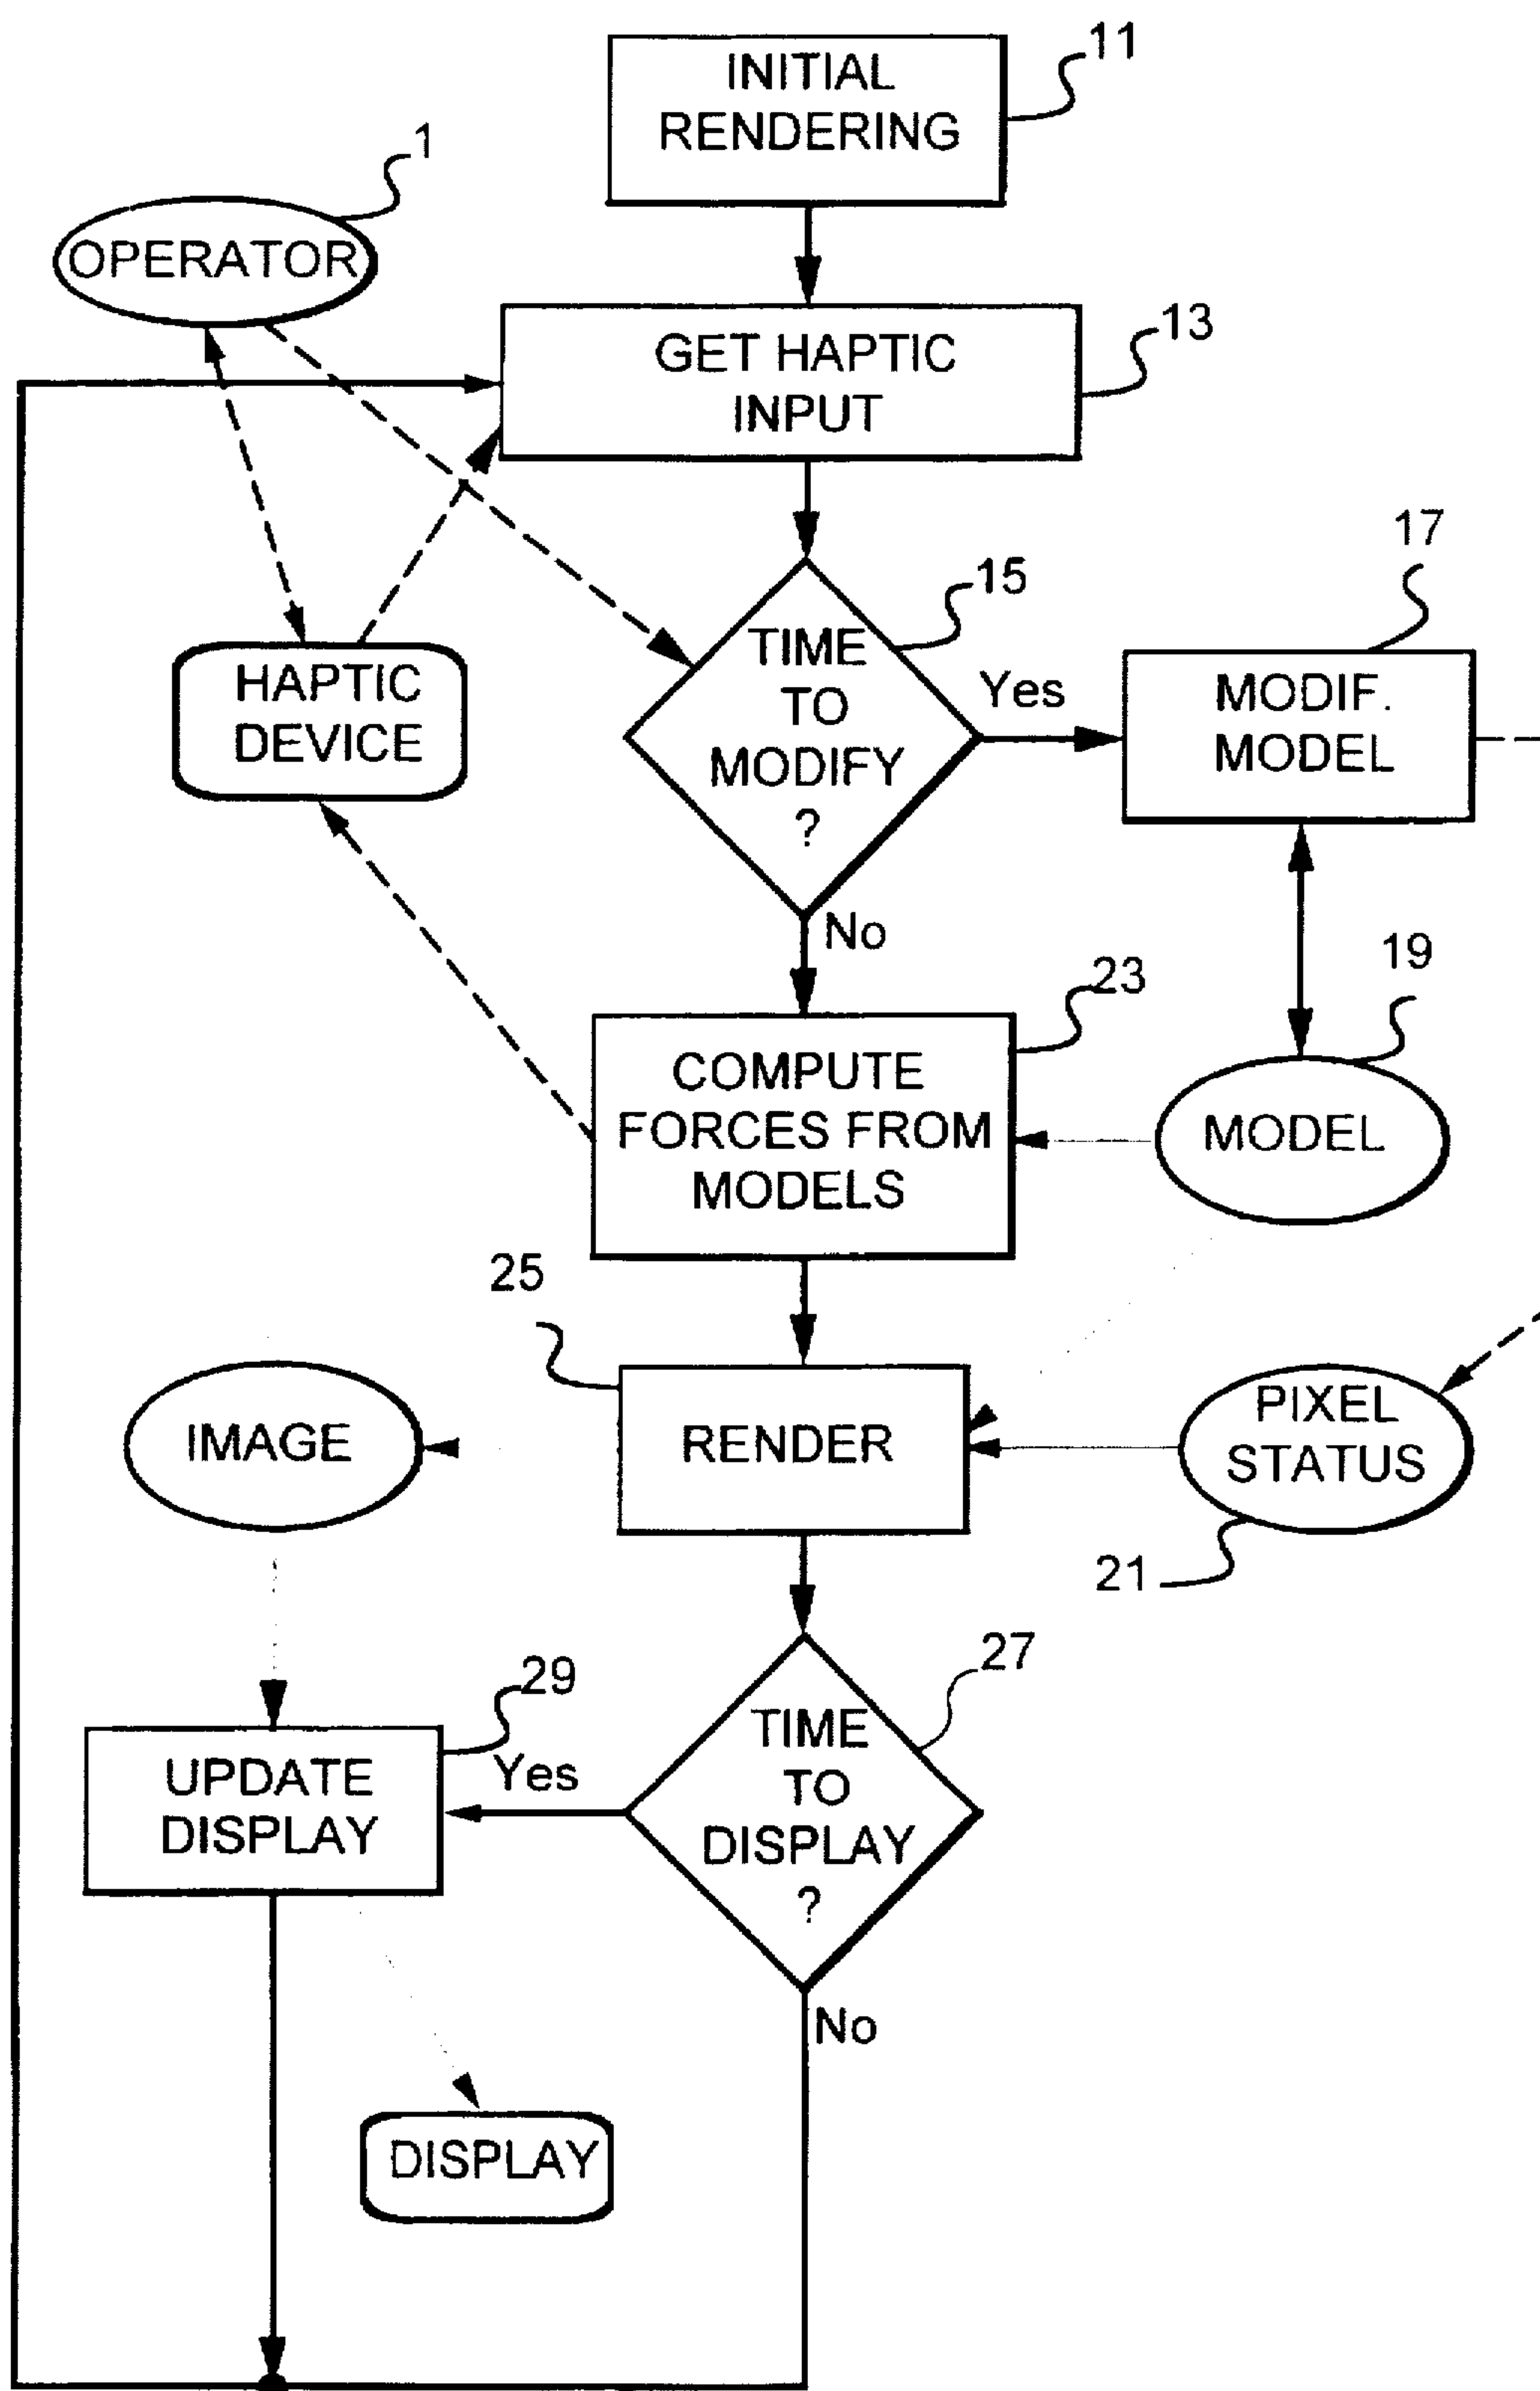 INITIAL
RENDERING
11
1
OPERATOR
GET HAPTIC
INPUT
13
15
TIME
TO
MODIFY
?
Yes
17
MODIF.
MODEL
HAPTIC
DEVICE
No
19
23
COMPUTE
FORCES FROM
MODELS
MODEL
25
IMAGE
RENDER
PIXEL
STATUS
21
27
29
TIME
TO
DISPLAY
?
Yes
UPDATE
DISPLAY
No
DISPLAY